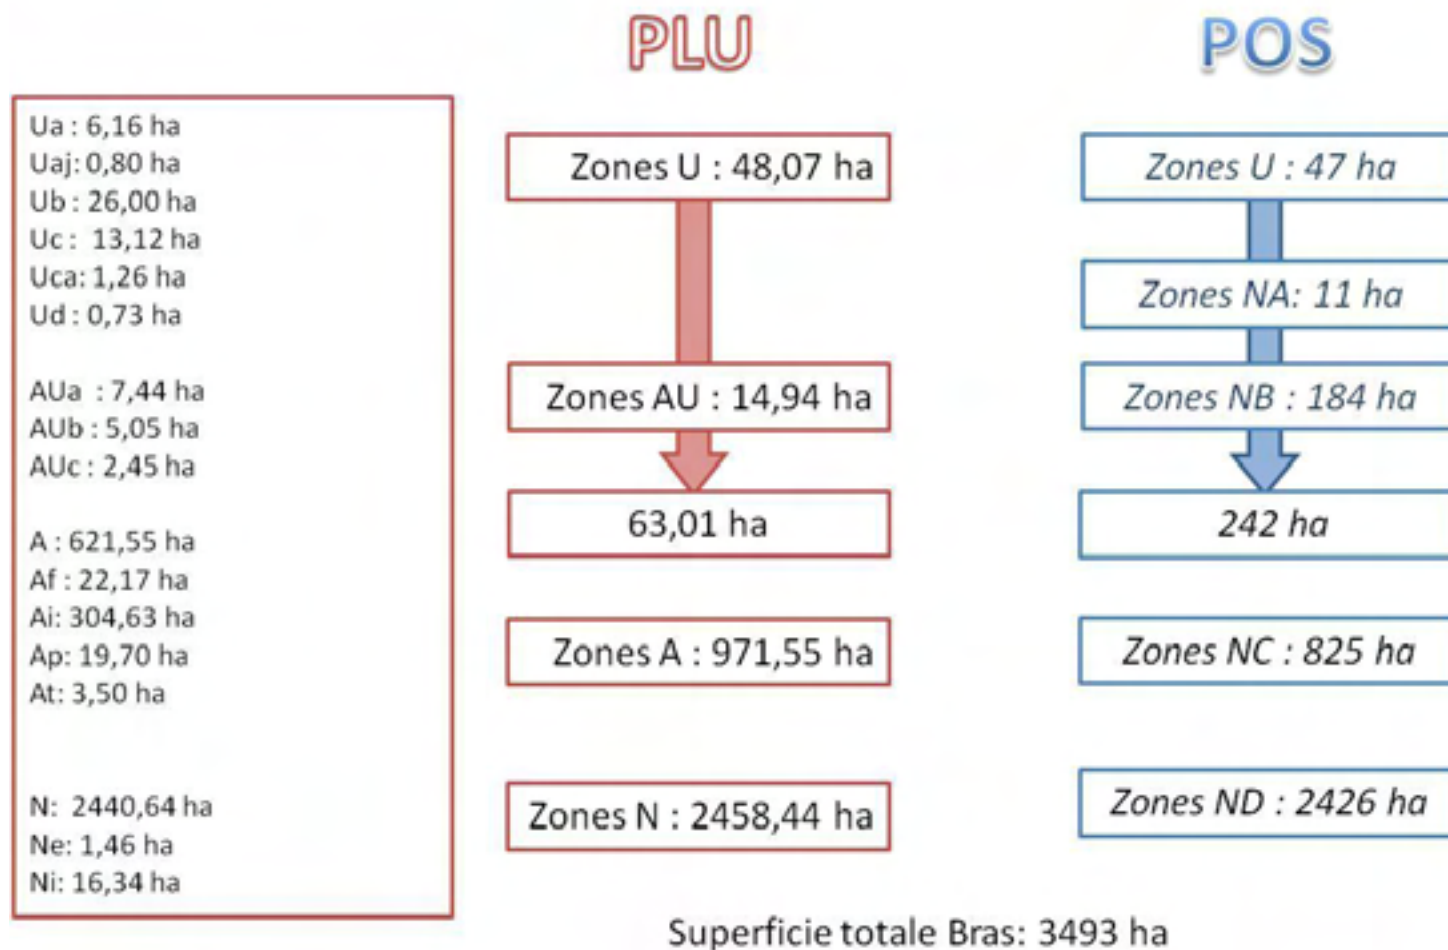 PLU
POS
Ua : 6,16 ha
Uaj: 0,80 ha
Ub : 26,00 ha
Uc :  13,12 ha
Uca: 1,26 ha
Ud : 0,73 ha
AUa  : 7,44 ha
AUb : 5,05 ha
AUc : 2,45 ha
A : 621,55 ha
Af : 22,17 ha
Ai: 304,63 ha
Ap: 19,70 ha
At: 3,50 ha
N:  2440,64 ha
Ne: 1,46 ha
Ni: 16,34 ha
Zones U : 48,07 ha
Zones AU : 14,94 ha
63,01 ha
Zones A : 971,55 ha
Zones N : 2458,44 ha
Zones U : 47 ha
Zones NA: 11 ha
Zones NB : 184 ha
242 ha
Zones NC : 825 ha
Zones ND : 2426 ha
Superficie totale Bras: 3493 ha